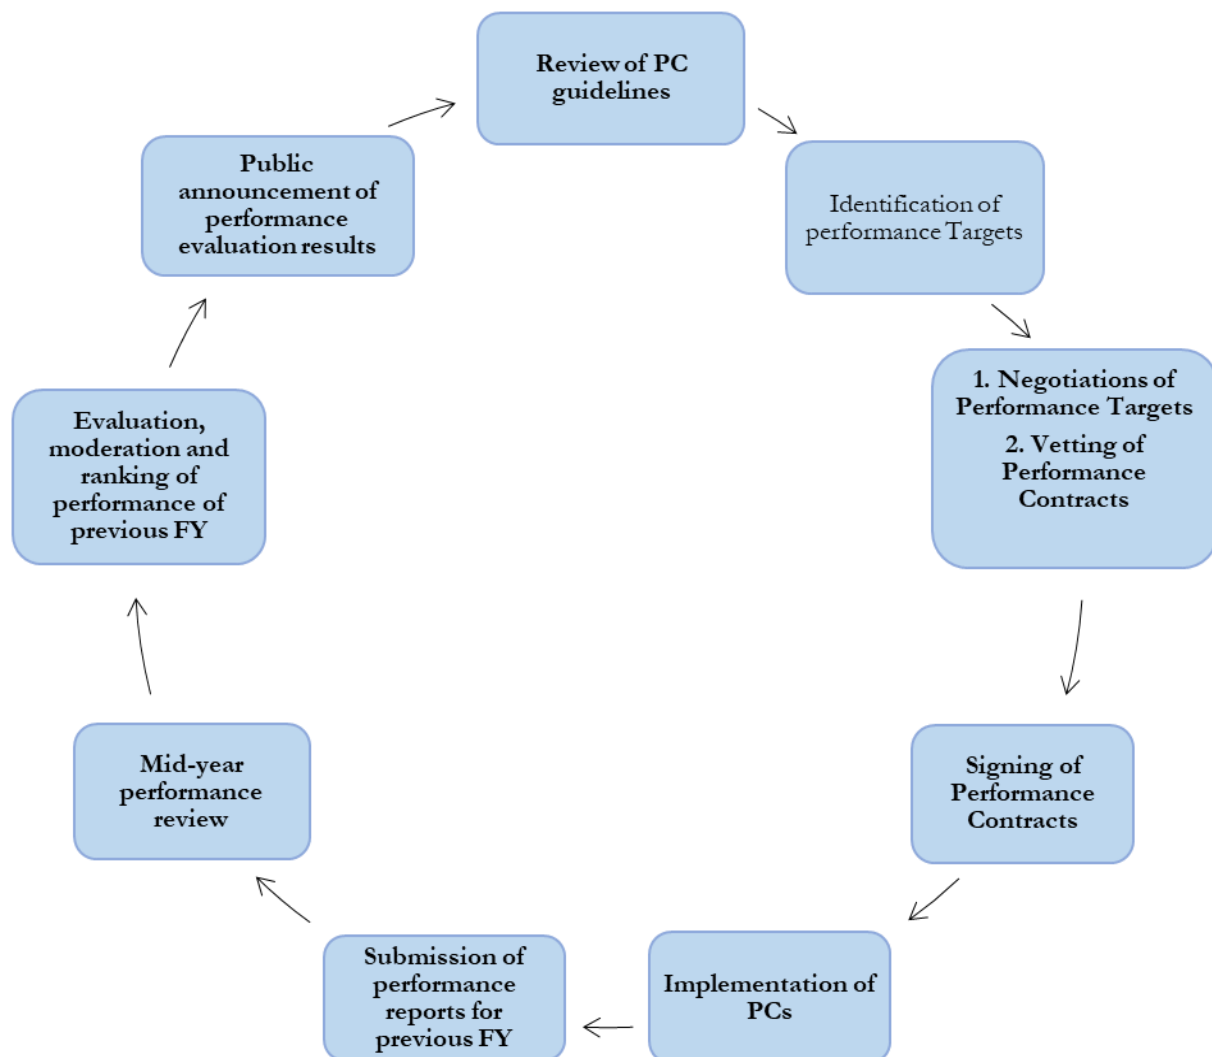 Review of PC
guidelines
Identification of
performance Targets
1. Negotiations of
Performance Targets
2. Vetting of
Performance
Contracts
Signing of
Performance
Contracts
Implementation of
PCs
Submission of
performance
reports for
previous FY
Mid-year
performance
review
Evaluation,
moderation and
ranking of
performance of
previous FY
Public
announcement of
performance
evaluation results